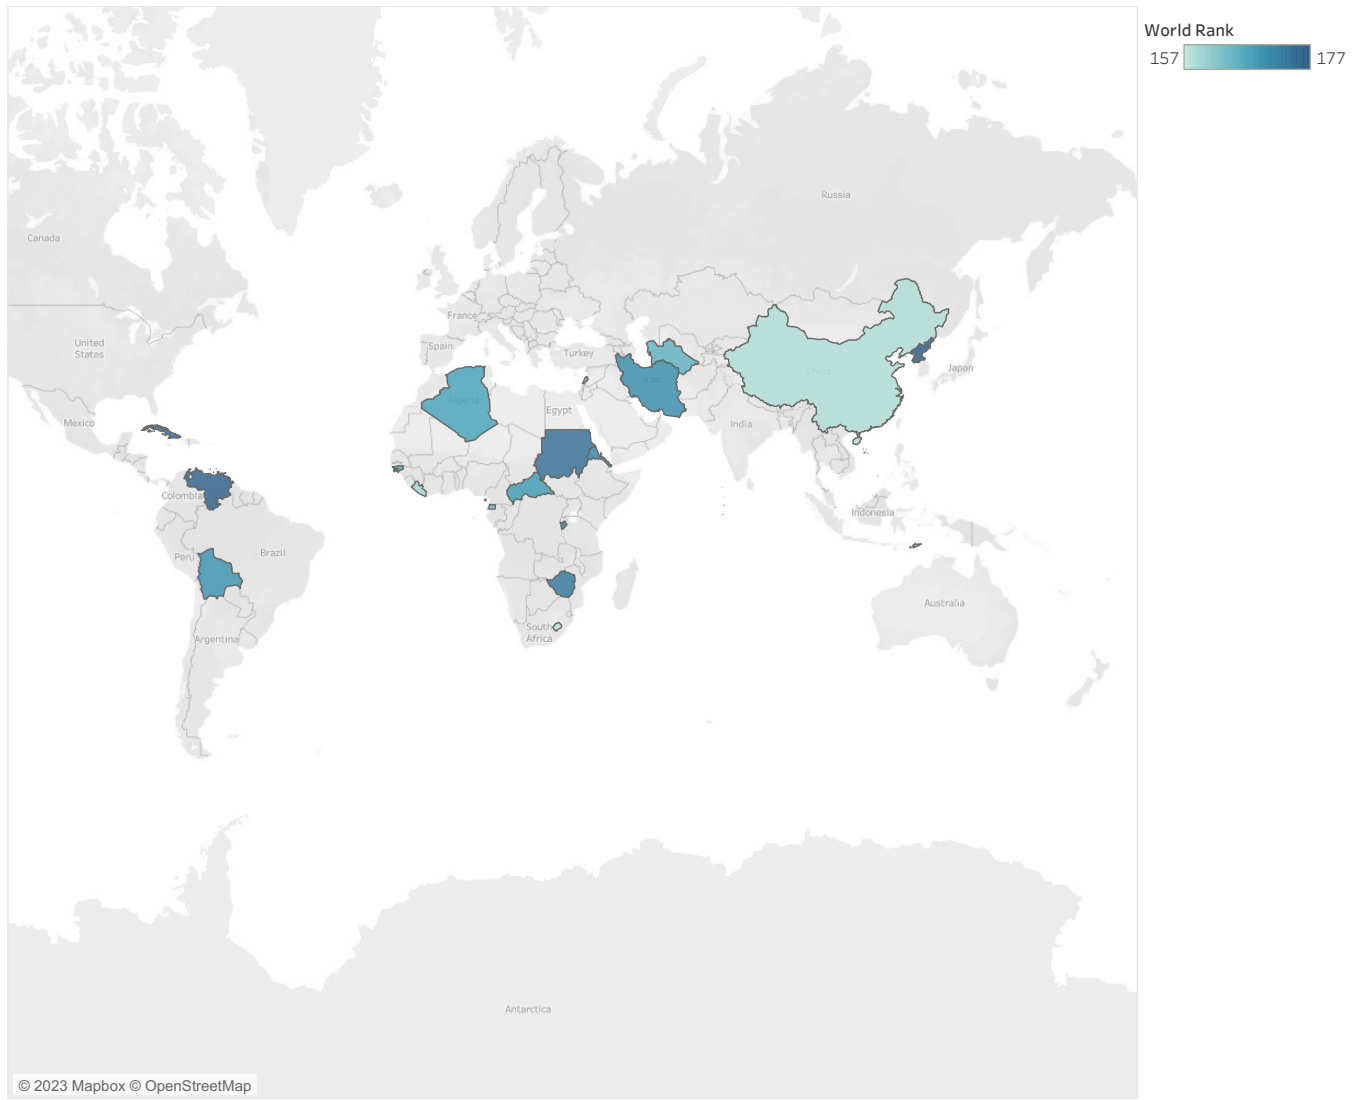 World Rank
157
177
Russia
Canada
France
United
States
Spain
Turkey
Japan
China
Iran
Algeria
Egypt
India
Mexico
Colombia
Indonesia
Peru
Brazil
Australia
South
Africa
Argentina
Antarctica
© 2023 Mapbox © OpenStreetMap